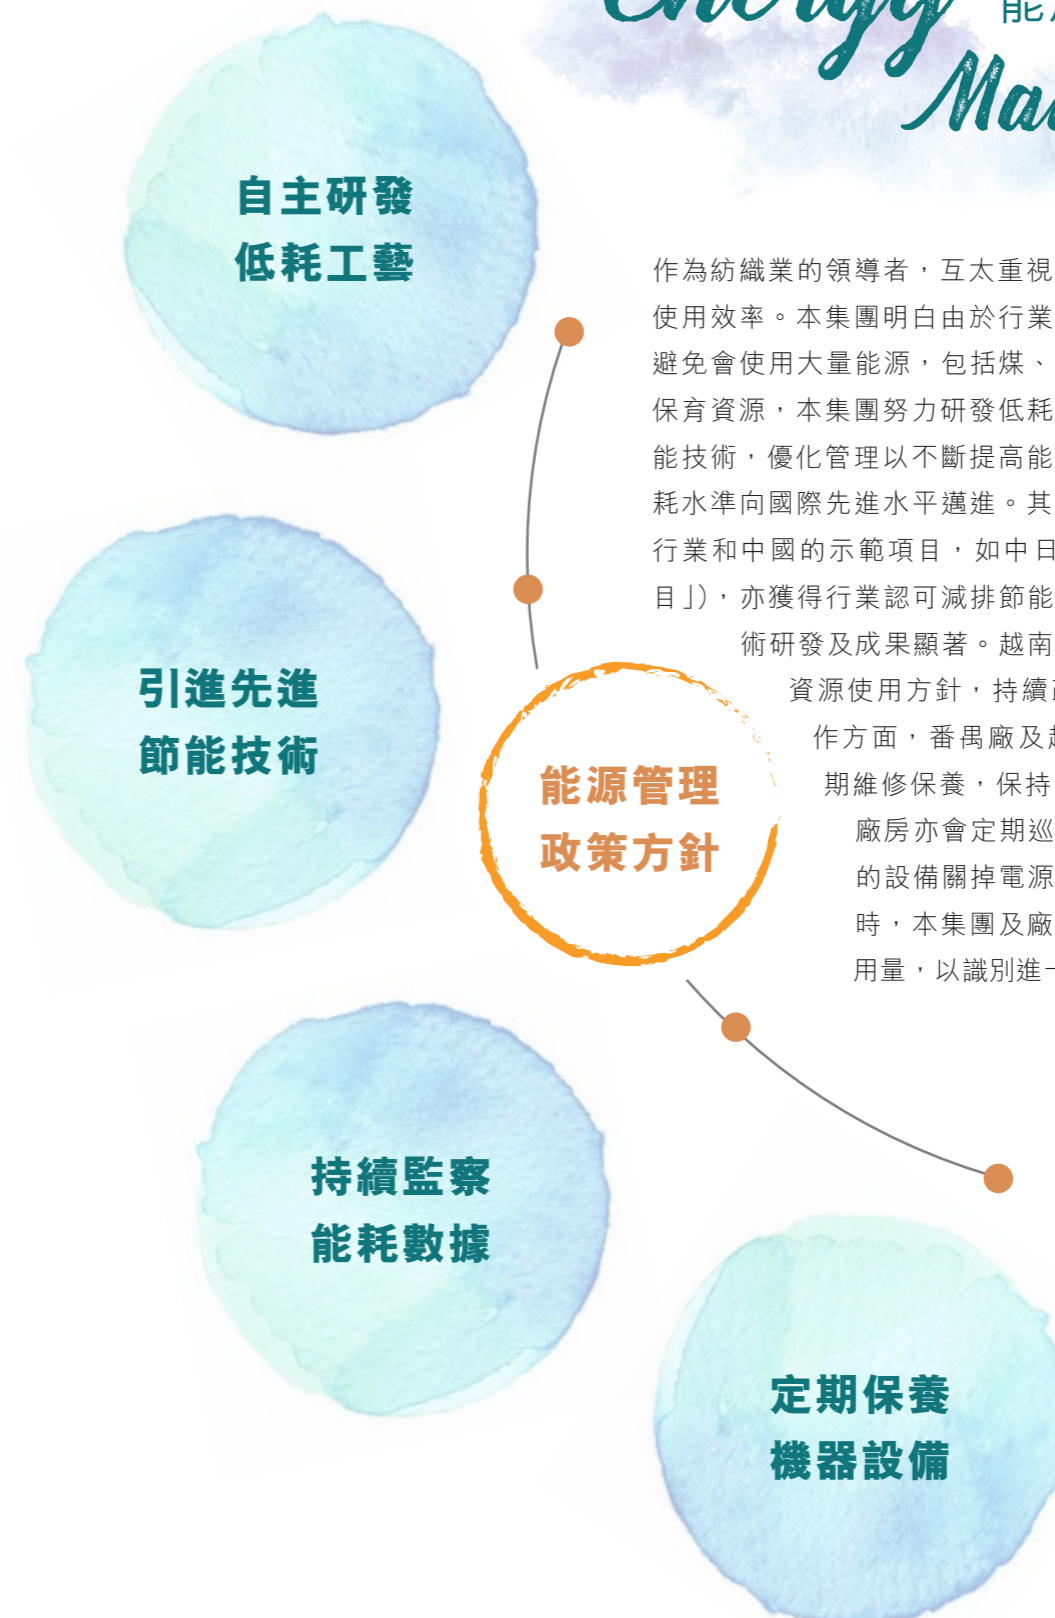 Energy
能
自主研發
低耗工藝
作為紡織業的領導者，互太重視
使用效率。本集團明白由於行業
避免會使用大量能源，包括煤、
保育資源，本集團努力研發低耗
能技術，優化管理以不斷提高能
耗水準向國際先進水平邁進。其
行業和中國的示範項目，如中日
目」)，亦獲得行業認可減排節能
術研發及成果顯著。越南
資源使用方針，持續
作方面，番禺廠及
期維修保養，保持
廠房亦會定期巡
的設備關掉電源
時，本集團及廠
用量，以識別進一
引進先進
節能技術
能源管理
政策方針
持續監察
能耗數據
定期保養
機器設備